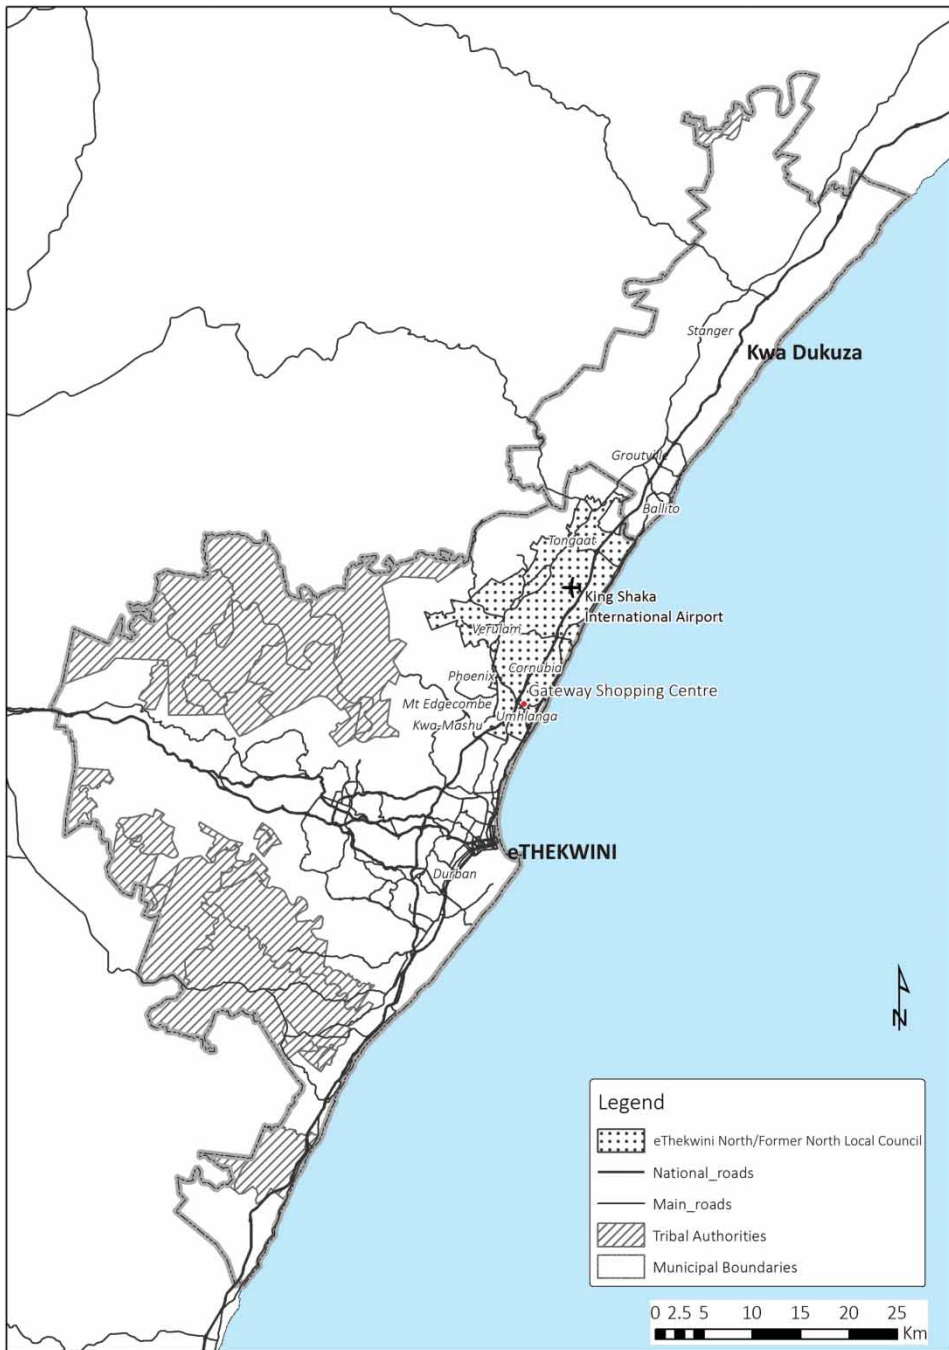 Stanger
Kwa Dukuza
Groutville
Ballito
Tongaat
King Shaka
International Airport
Verulam
Cornubia
Phoenix
Gateway Shopping Centre
Mt Edgecombe
Umhlanga
Kwa-Mashu
eTHEKWINI
Durban
N
Legend
eThekwini North/Former North Local Council
National_roads
Main_roads
Tribal Authorities
Municipal Boundaries
0 2.5 5 10 15 20 25
Km